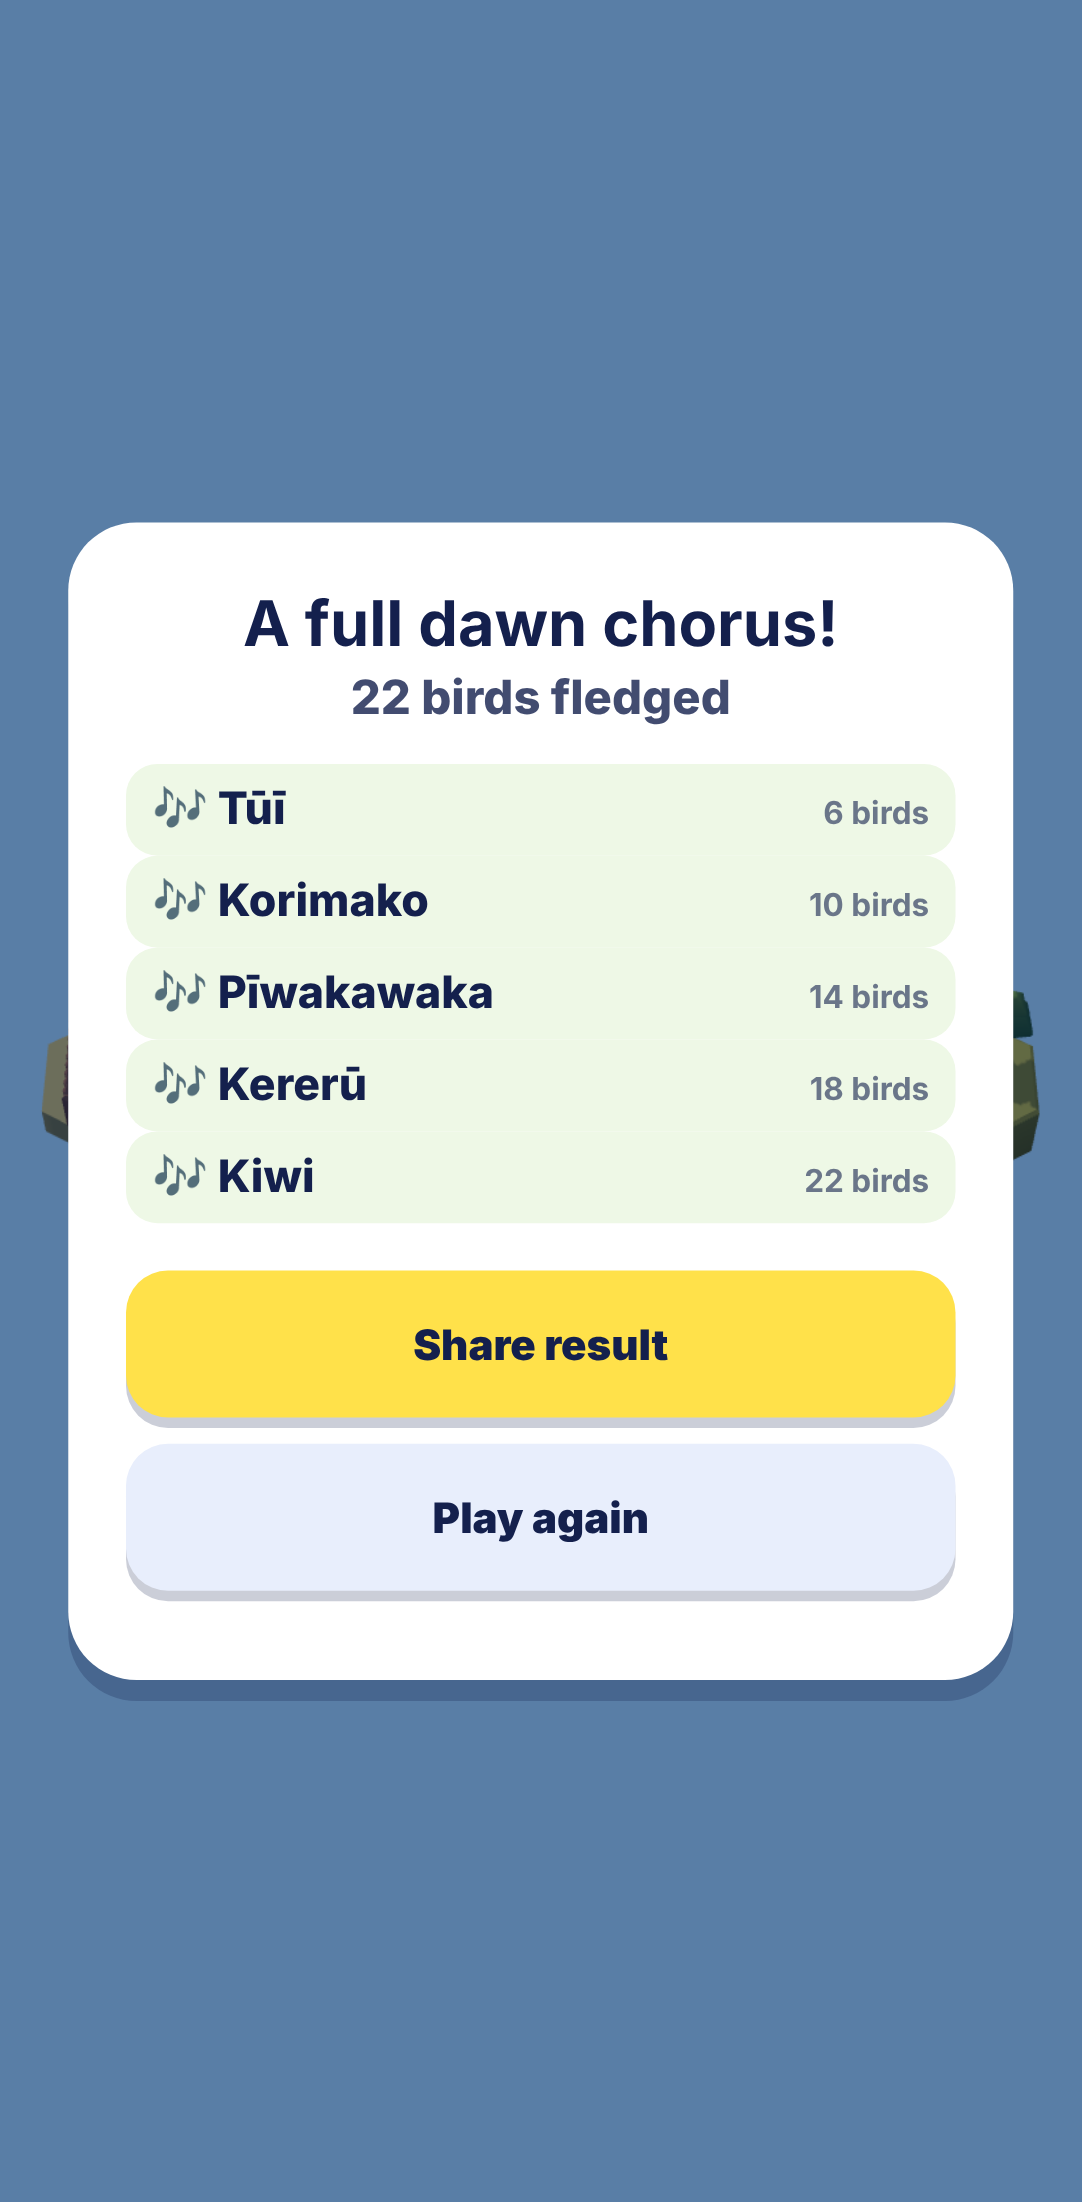 A full dawn chorus!
22 birds fledged
🎶 Tūī 6 birds
🎶 Korimako 10 birds
🎶 Pīwakawaka 14 birds
🎶 Kererū 18 birds
🎶 Kiwi 22 birds
Share result
Play again